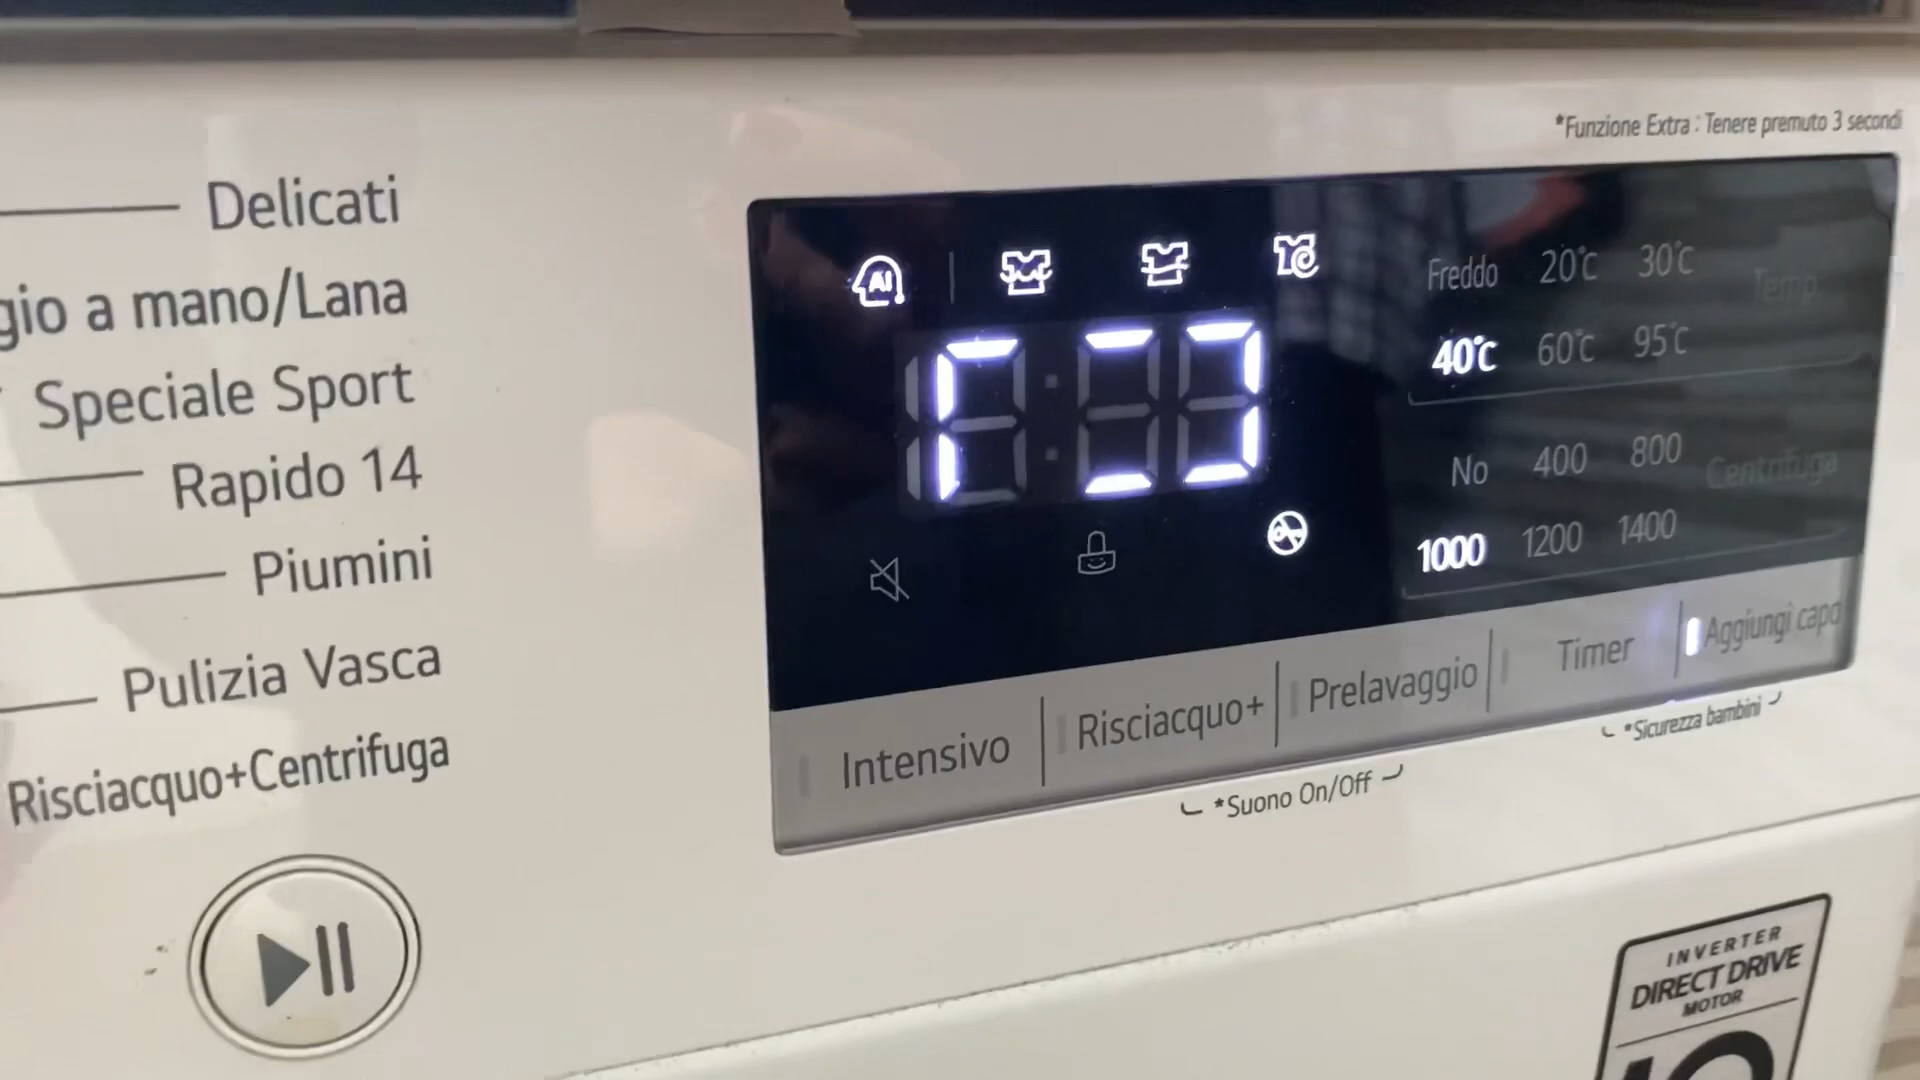 *Funzione Extra : Tenere premuto 3 secondi
Delicati
gio a mano/Lana
Speciale Sport
Rapido 14
Piumini
Pulizia Vasca
Risciacquo+Centrifuga
AI
Freddo 20°C 30°C Temp.
40°C 60°C 95°C
No 400 800 Centrifuga
1000 1200 1400
Intensivo
Risciacquo+
Prelavaggio
Timer
Aggiungi capo
*Suono On/Off
*Sicurezza bambini
INVERTER
DIRECT DRIVE
MOTOR
10